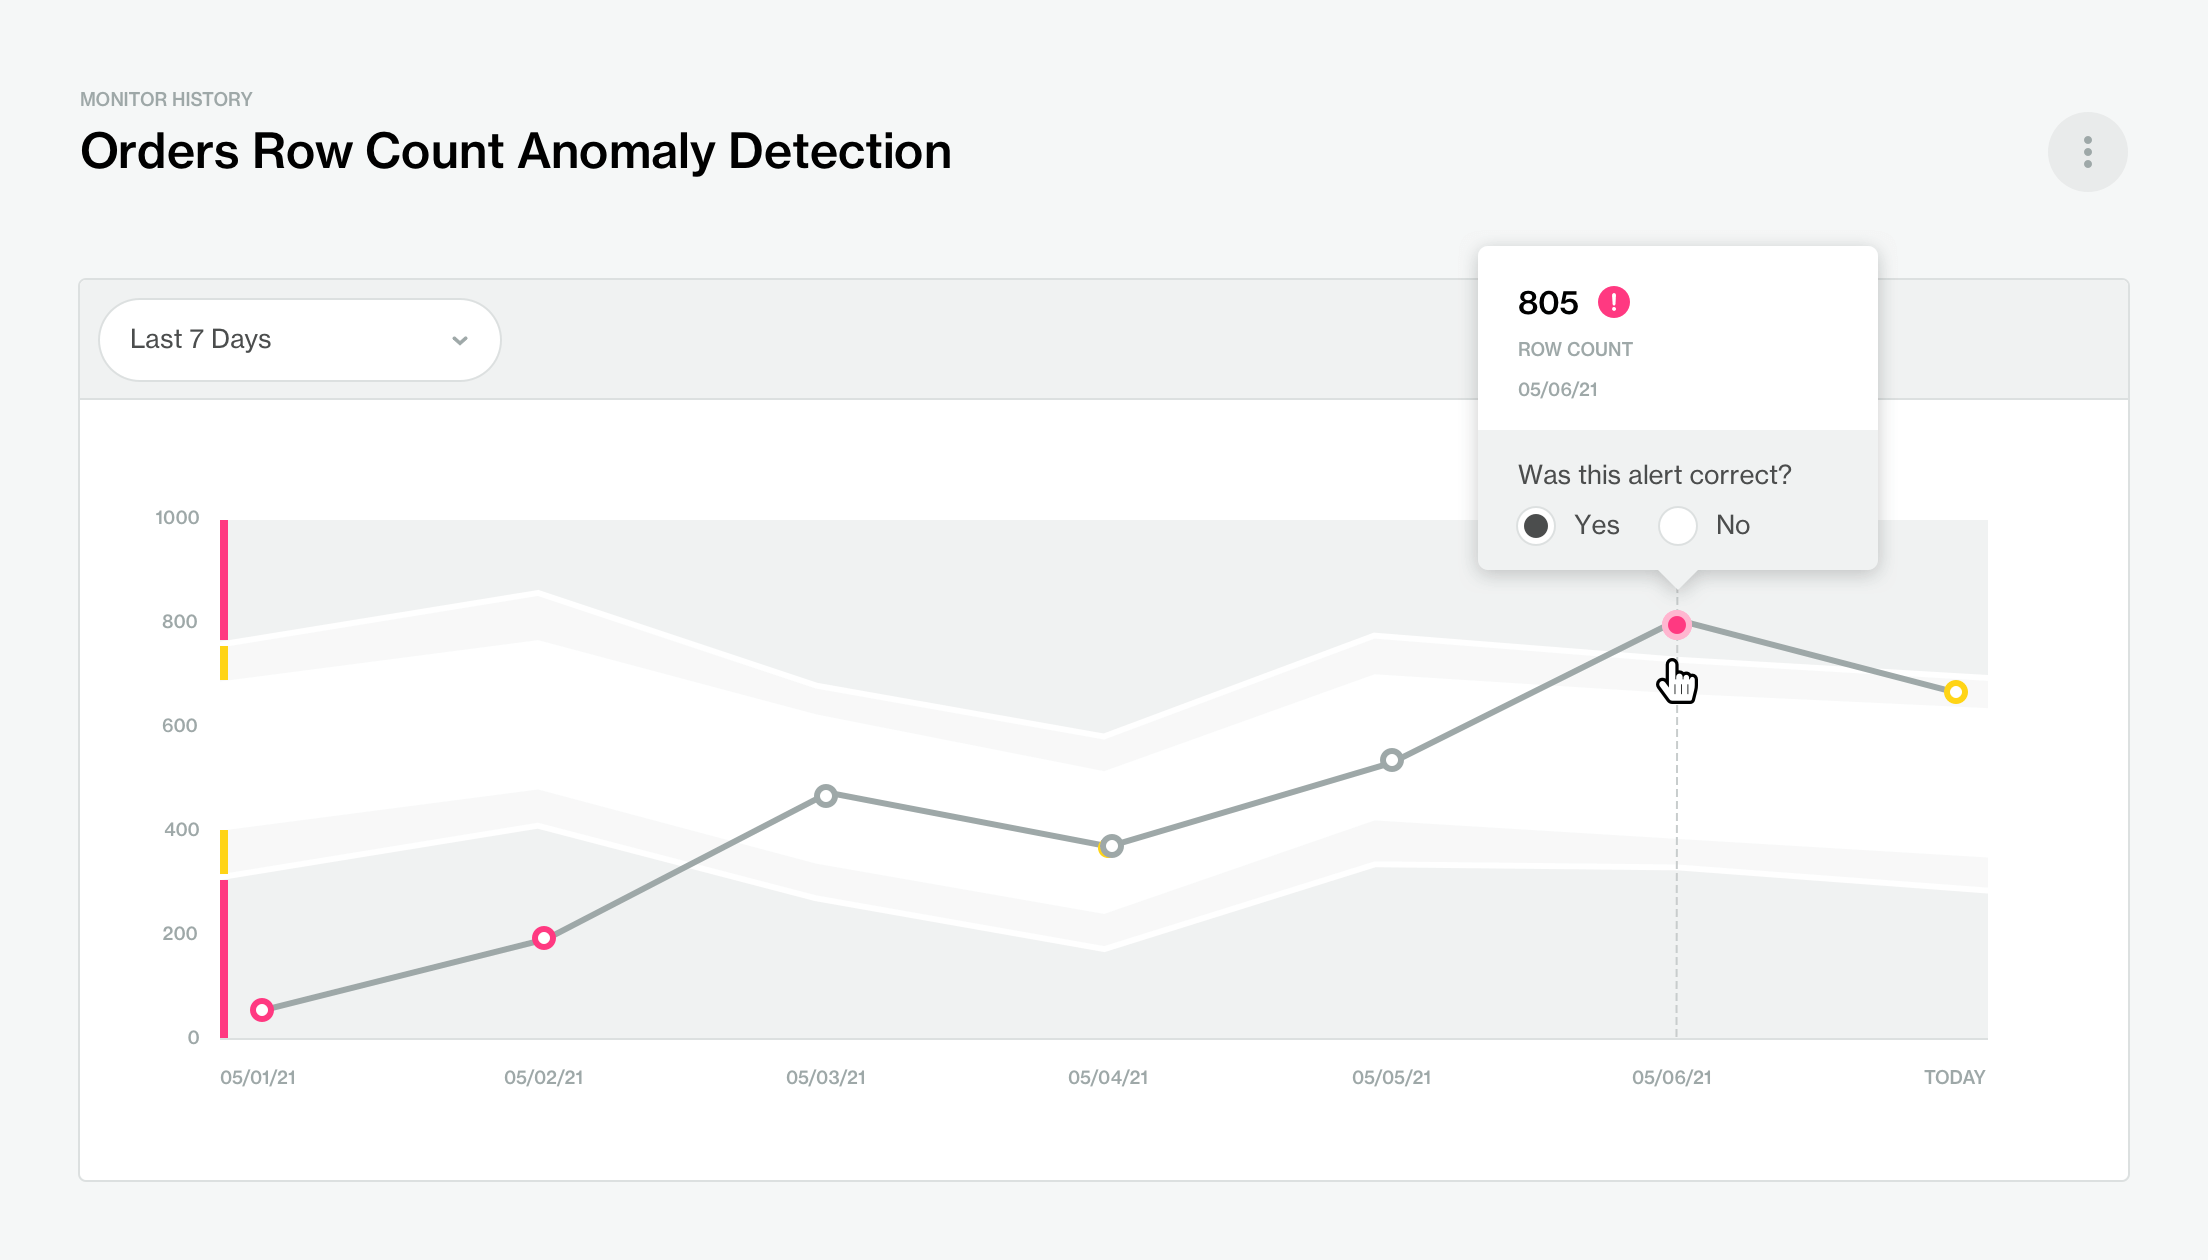 MONITOR HISTORY
Orders Row Count Anomaly Detection
Last 7 Days
805
ROW COUNT
05/06/21
Was this alert correct?
Yes No
1000
800
600
400
200
0
05/01/21 05/02/21 05/03/21 05/04/21 05/05/21 05/06/21 TODAY